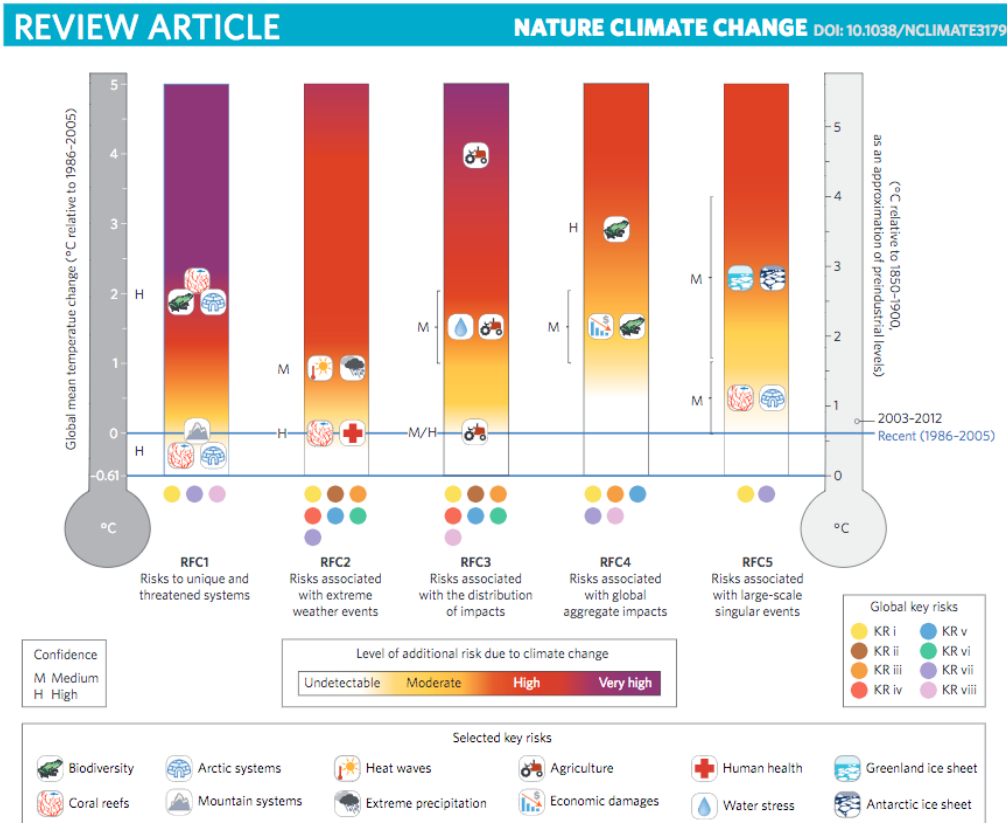 REVIEW ARTICLE
NATURE CLIMATE CHANGE DOI: 10.1038/NCLIMATE3179
Global mean temperatue change (°C relative to 1986–2005)
5
4
3
2
1
0
–0.61
°C
H
H
M
H
M
M/H
H
M
M
M
5
4
3
2
1
0
°C
(°C relative to 1850–1900,
as an approximation of preindustrial levels)
2003–2012
Recent (1986–2005)
RFC1
Risks to unique and
threatened systems
RFC2
Risks associated
with extreme
weather events
RFC3
Risks associated
with the distribution
of impacts
RFC4
Risks associated
with global
aggregate impacts
RFC5
Risks associated
with large-scale
singular events
Global key risks
KR i
KR ii
KR iii
KR iv
KR v
KR vi
KR vii
KR viii
Confidence
M Medium
H High
Level of additional risk due to climate change
Undetectable Moderate High Very high
Selected key risks
Biodiversity Arctic systems Heat waves Agriculture Human health Greenland ice sheet
Coral reefs Mountain systems Extreme precipitation $ Economic damages Water stress Antarctic ice sheet